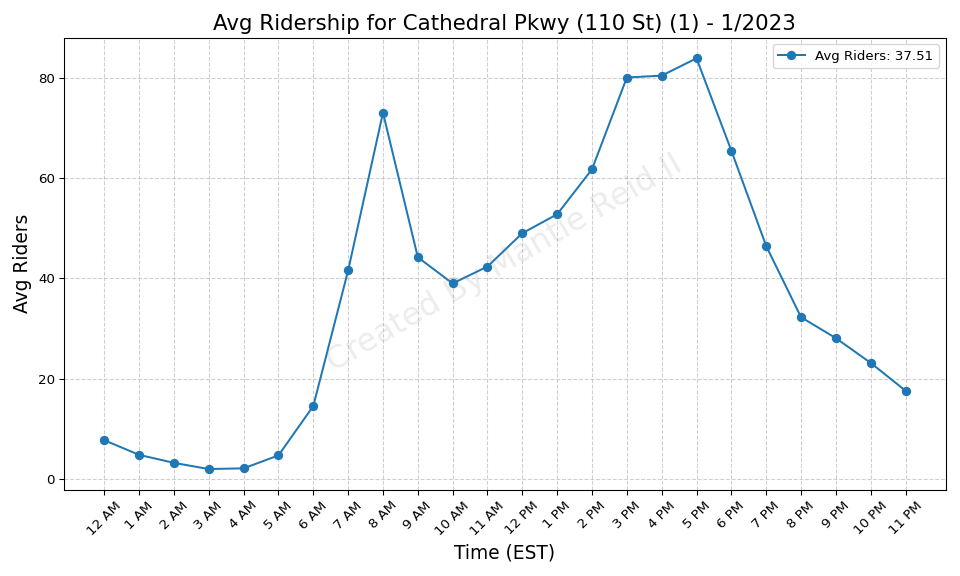 Avg Ridership for Cathedral Pkwy (110 St) (1) - 1/2023
Avg Riders: 37.51
Avg Riders
80
60
40
20
0
Created By Mantle Reid II
12 AM
1 AM
2 AM
3 AM
4 AM
5 AM
6 AM
7 AM
8 AM
9 AM
10 AM
11 AM
12 PM
1 PM
2 PM
3 PM
4 PM
5 PM
6 PM
7 PM
8 PM
9 PM
10 PM
11 PM
Time (EST)